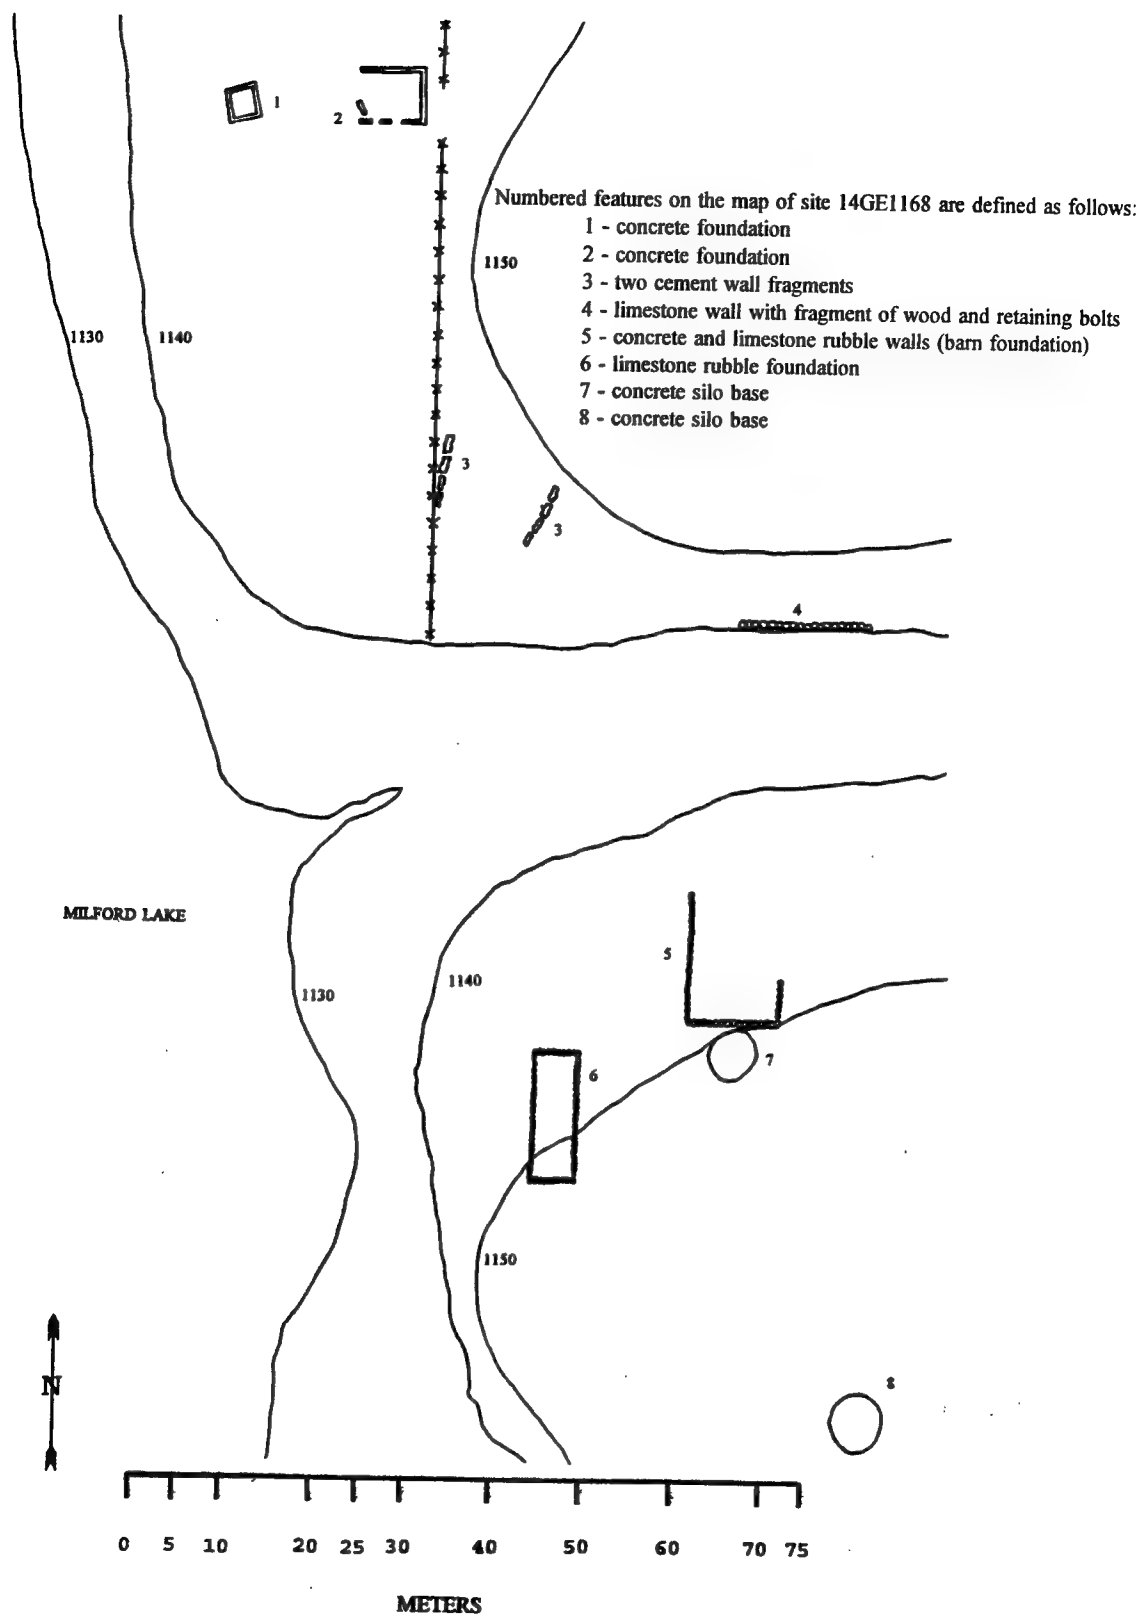 1
2
Numbered features on the map of site 14GE1168 are defined as follows:
1 - concrete foundation
2 - concrete foundation
3 - two cement wall fragments
4 - limestone wall with fragment of wood and retaining bolts
5 - concrete and limestone rubble walls (barn foundation)
6 - limestone rubble foundation
7 - concrete silo base
8 - concrete silo base
1150
1130
1140
3
3
4
MILFORD LAKE
5
1140
1130
7
6
1150
8
N
0 5 10 20 25 30 40 50 60 70 75
METERS